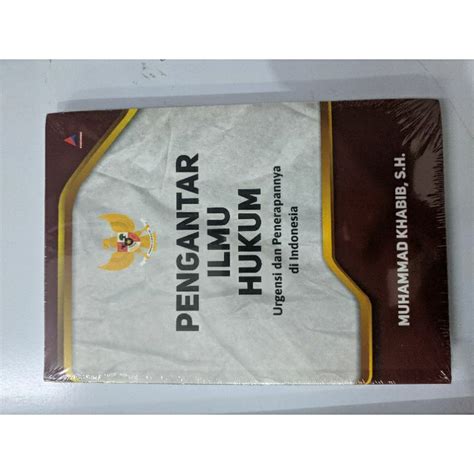 PENGANTAR
ILMU
HUKUM
Urgensi dan Penerapannya
di Indonesia
MUHAMMAD KHABIB, S.H.